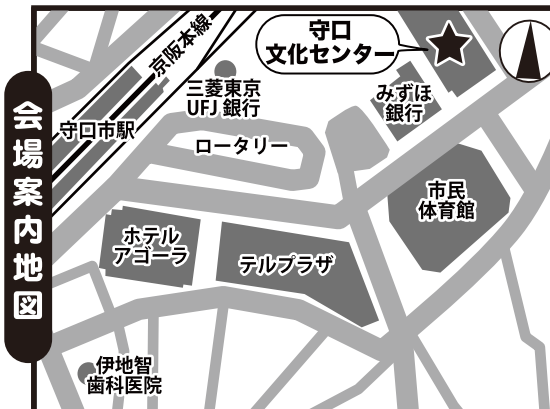 会場案内地図
京阪本線
守口
文化センター
三菱東京
UFJ 銀行
みずほ
銀行
守口市駅
ロータリー
市民
体育館
ホテル
アゴーラ
テルプラザ
伊地智
歯科医院